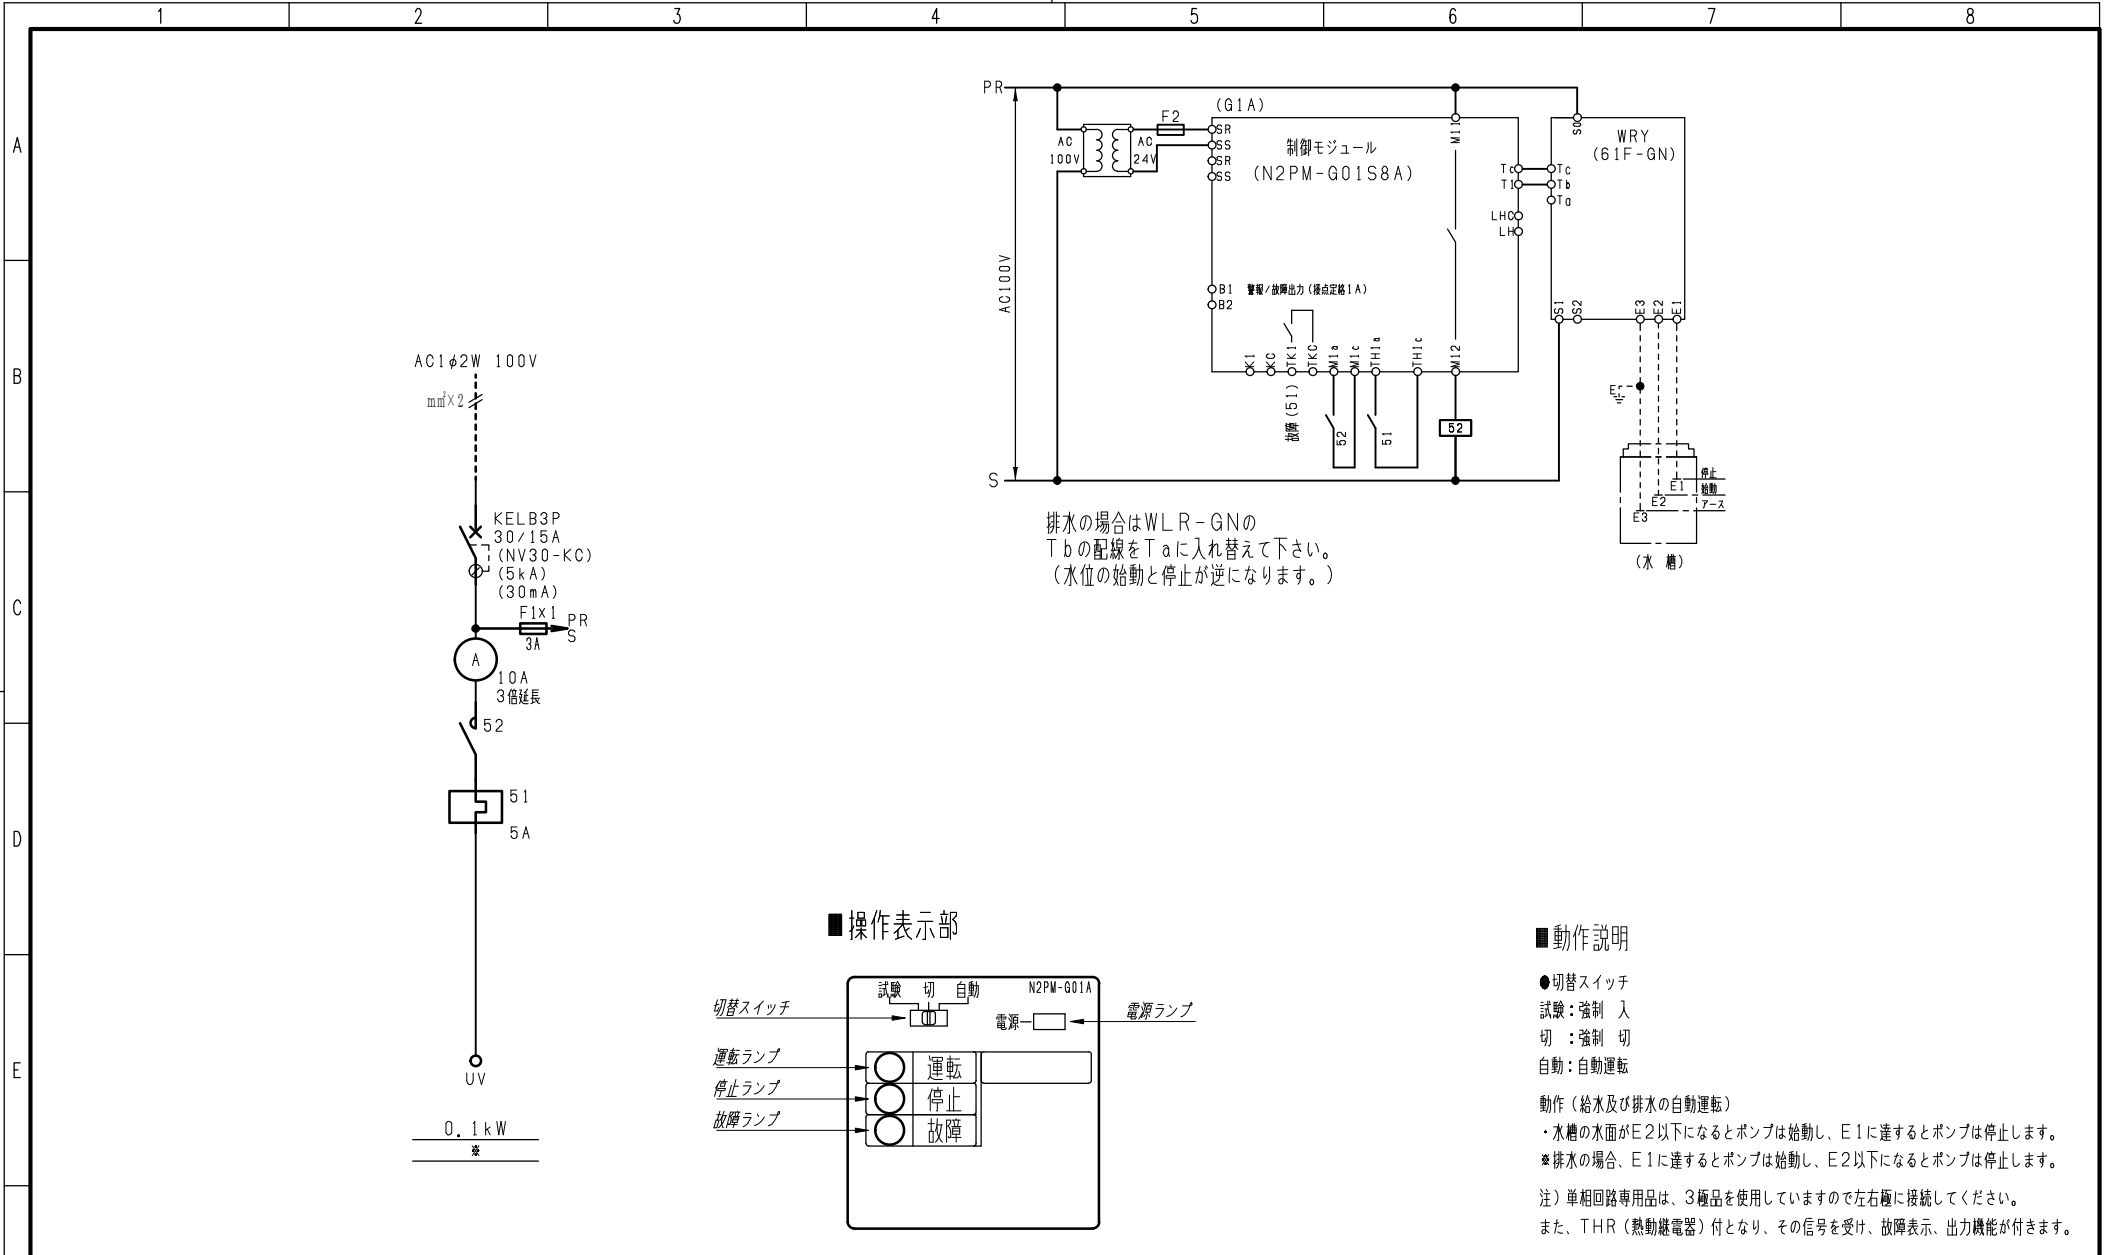 1 2 3 4 5 6 7 8
A
B
C
D
E
PR
S
AC100V
AC
100V
AC
24V
F2
(G1A)
SR
SS
SR
SS
制御モジュール
(N2PM-G01S8A)
M11
Tc
T1
LHC
LH
B1 警報/故障出力(接点定格1A)
B2
K1
KC
TK1
TKC
M1a
M1c
TH1a
TH1c
M12
故障(51)
52
51
52
S0
WRY
(61F-GN)
Tc
Tb
Ta
S1
S2
E3
E2
E1
E
停止
E1
始動
E2
アース
E3
(水 槽)
排水の場合はWLR-GNの
Tbの配線をTaに入れ替えて下さい。
(水位の始動と停止が逆になります。)
AC1φ2W 100V
mm²×2
KELB3P
30/15A
(NV30-KC)
(5kA)
(30mA)
F1x1
PR
S
3A
A
10A
3倍延長
52
51
5A
UV
0.1kW
※
■操作表示部
試験 切 自動 N2PM-G01A
切替スイッチ
電源
電源ランプ
運転ランプ
運転
停止ランプ
停止
故障ランプ
故障
■動作説明
●切替スイッチ
試験:強制 入
切 :強制 切
自動:自動運転
動作(給水及び排水の自動運転)
・水槽の水面がE2以下になるとポンプは始動し、E1に達するとポンプは停止します。
※排水の場合、E1に達するとポンプは始動し、E2以下になるとポンプは停止します。
注)単相回路専用品は、3極品を使用していますので左右極に接続してください。
また、THR(熱動継電器)付となり、その信号を受け、故障表示、出力機能が付きます。